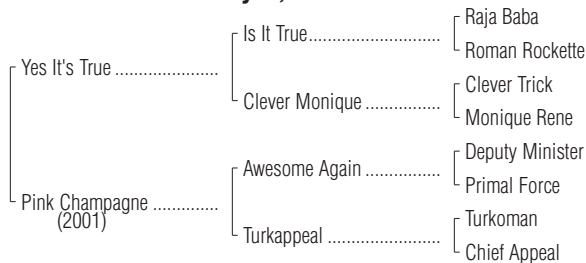 Raja Baba
Is It True..........................
Roman Rockette
Yes It's True ....................
Clever Trick
Clever Monique ..............
Monique Rene
Deputy Minister
Awesome Again ..............
Primal Force
Pink Champagne .............
(2001)
Turkoman
Turkappeal .....................
Chief Appeal